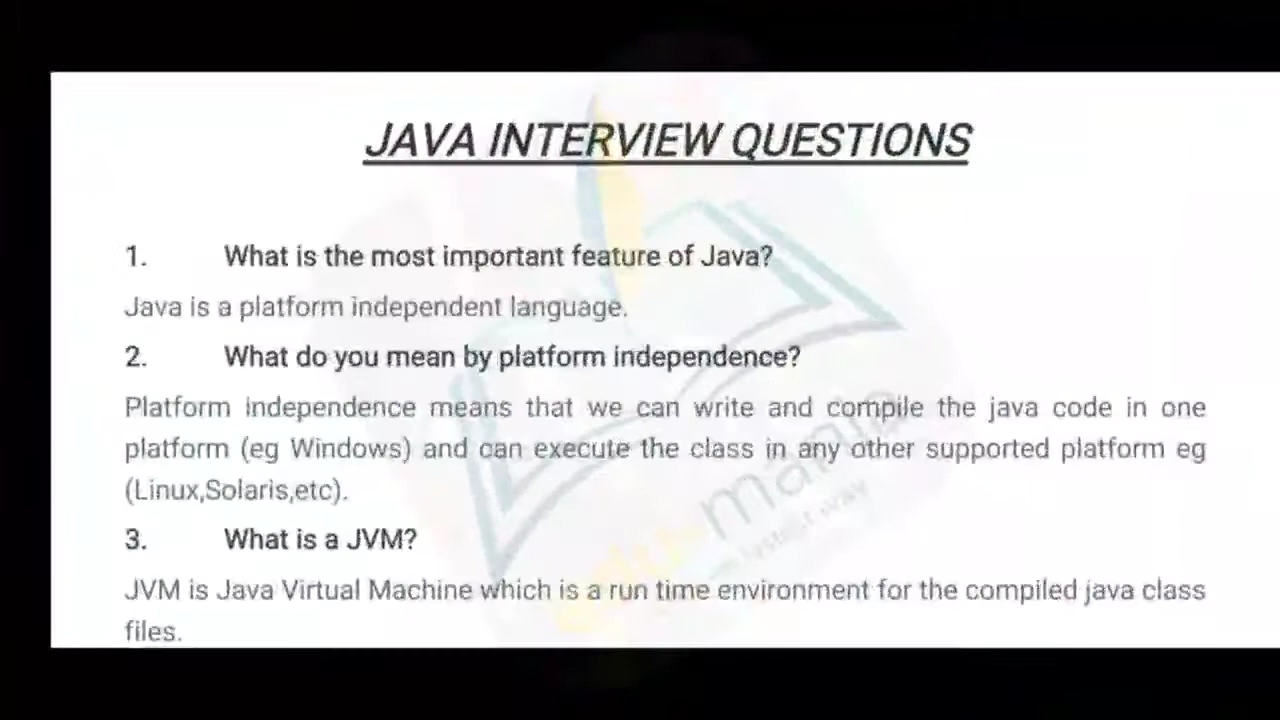 JAVA INTERVIEW QUESTIONS
1. What is the most important feature of Java?
Java is a platform independent language.
2. What do you mean by platform independence?
Platform independence means that we can write and compile the java code in one
platform (eg Windows) and can execute the class in any other supported platform eg
(Linux,Solaris,etc).
3. What is a JVM?
JVM is Java Virtual Machine which is a run time environment for the compiled java class
files.
mania